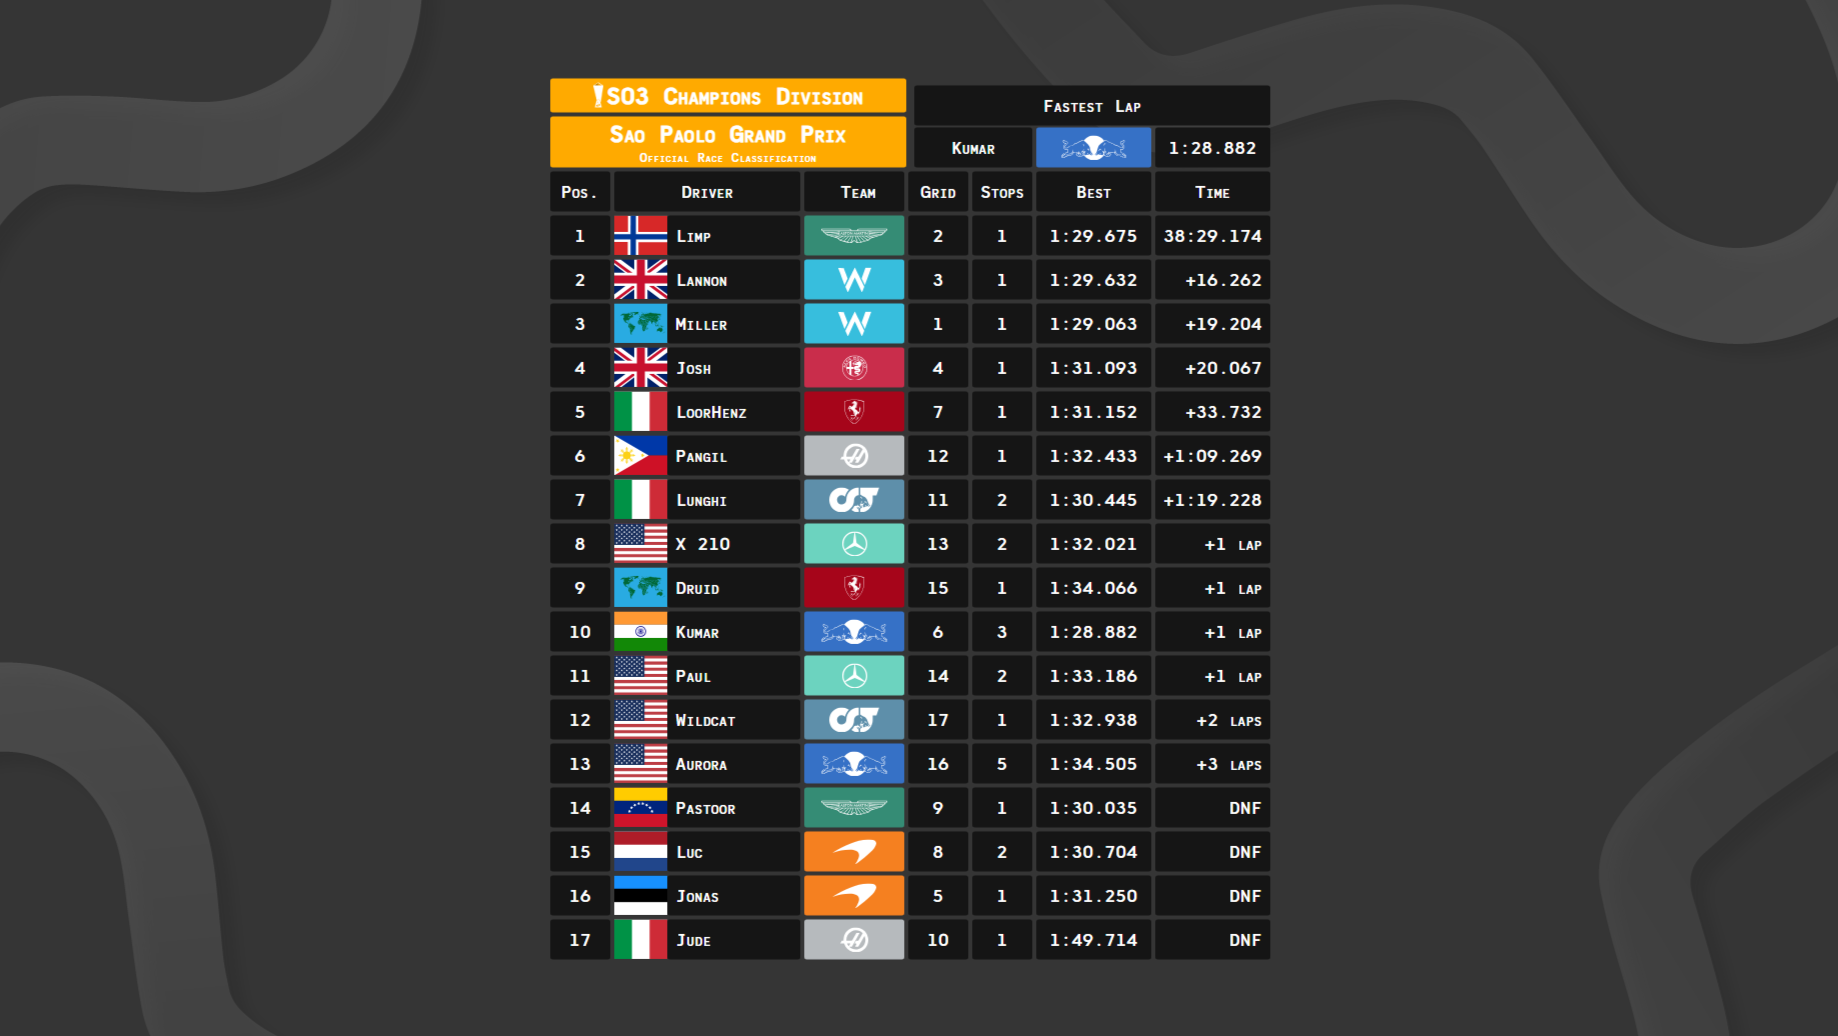 SO3 Champions Division
Sao Paolo Grand Prix
Official Race Classification
Fastest Lap
Kumar 1:28.882
Pos. Driver Team Grid Stops Best Time
1 Limp 2 1 1:29.675 38:29.174
2 Lannon 3 1 1:29.632 +16.262
3 Miller 1 1 1:29.063 +19.204
4 Josh 4 1 1:31.093 +20.067
5 LoorHenz 7 1 1:31.152 +33.732
6 Pangil 12 1 1:32.433 +1:09.269
7 Lunghi 11 2 1:30.445 +1:19.228
8 X 210 13 2 1:32.021 +1 lap
9 Druid 15 1 1:34.066 +1 lap
10 Kumar 6 3 1:28.882 +1 lap
11 Paul 14 2 1:33.186 +1 lap
12 Wildcat 17 1 1:32.938 +2 laps
13 Aurora 16 5 1:34.505 +3 laps
14 Pastoor 9 1 1:30.035 DNF
15 Luc 8 2 1:30.704 DNF
16 Jonas 5 1 1:31.250 DNF
17 Jude 10 1 1:49.714 DNF